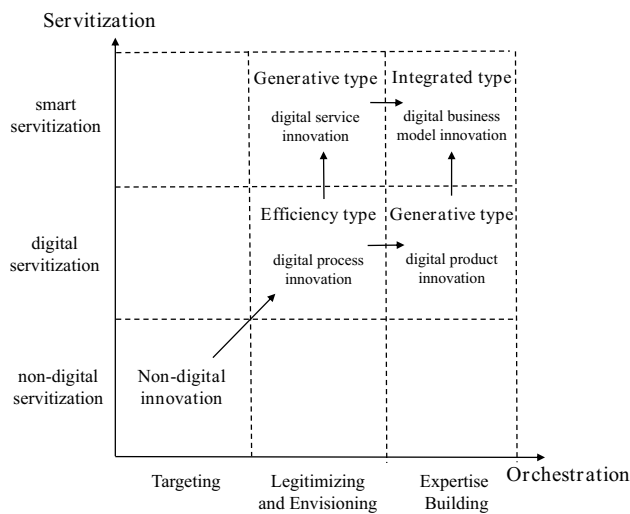 Servitization
Generative type
Integrated type
smart
servitization
digital service
innovation
digital business
model innovation
Efficiency type
Generative type
digital
servitization
digital process
innovation
digital product
innovation
non-digital
servitization
Non-digital
innovation
Orchestration
Targeting
Legitimizing
and Envisioning
Expertise
Building